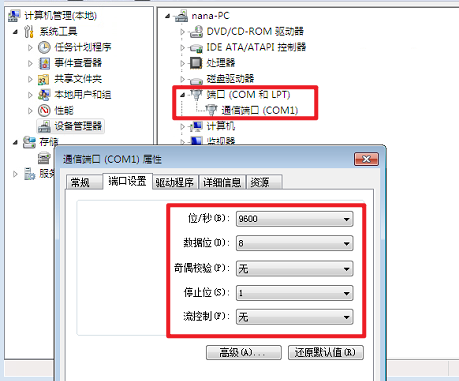 计算机管理(本地)
系统工具
任务计划程序
事件查看器
共享文件夹
本地用户和组
性能
设备管理器
存储
服务
nana-PC
DVD/CD-ROM 驱动器
IDE ATA/ATAPI 控制器
处理器
磁盘驱动器
端口 (COM 和 LPT)
通信端口 (COM1)
计算机
监视器
通信端口 (COM1) 属性
常规 端口设置 驱动程序 详细信息 资源
位/秒(B): 9600
数据位(D): 8
奇偶校验(P): 无
停止位(S): 1
流控制(F): 无
高级(A)... 还原默认值(R)